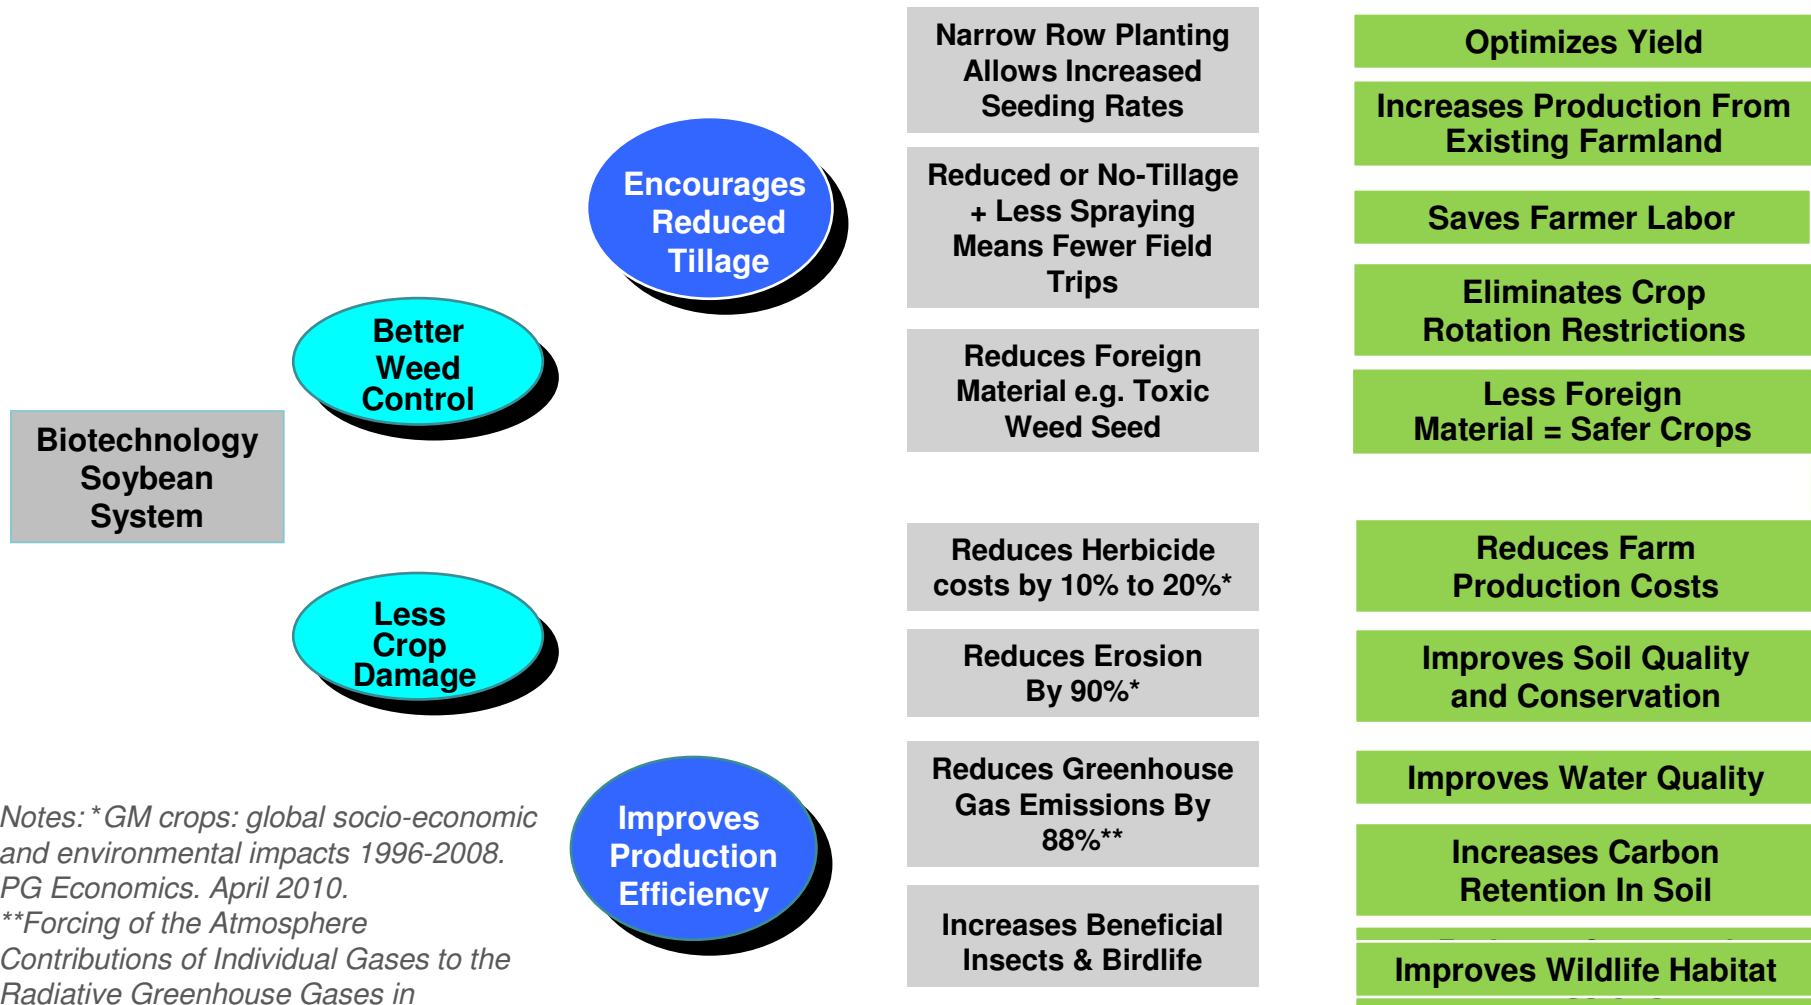 Biotechnology
Soybean
System
Better
Weed
Control
Less
Crop
Damage
Encourages
Reduced
Tillage
Improves
Production
Efficiency
Narrow Row Planting
Allows Increased
Seeding Rates
Reduced or No-Tillage
+ Less Spraying
Means Fewer Field
Trips
Reduces Foreign
Material e.g. Toxic
Weed Seed
Reduces Herbicide
costs by 10% to 20%*
Reduces Erosion
By 90%*
Reduces Greenhouse
Gas Emissions By
88%**
Increases Beneficial
Insects & Birdlife
Optimizes Yield
Increases Production From
Existing Farmland
Saves Farmer Labor
Eliminates Crop
Rotation Restrictions
Less Foreign
Material = Safer Crops
Reduces Farm
Production Costs
Improves Soil Quality
and Conservation
Improves Water Quality
Increases Carbon
Retention In Soil
Improves Wildlife Habitat
Notes: *GM crops: global socio-economic
and environmental impacts 1996-2008.
PG Economics. April 2010.
**Forcing of the Atmosphere
Contributions of Individual Gases to the
Radiative Greenhouse Gases in